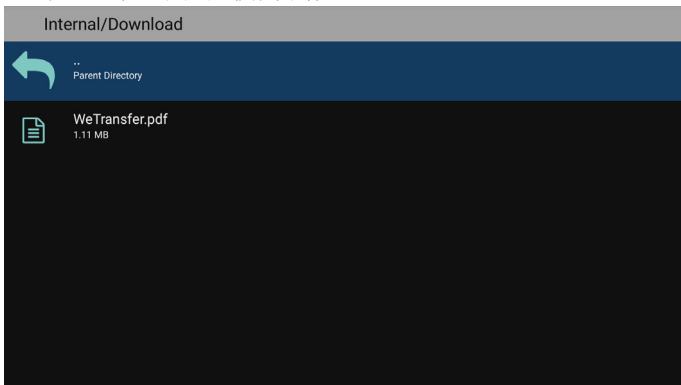 Internal/Download
..
Parent Directory
WeTransfer.pdf
1.11 MB